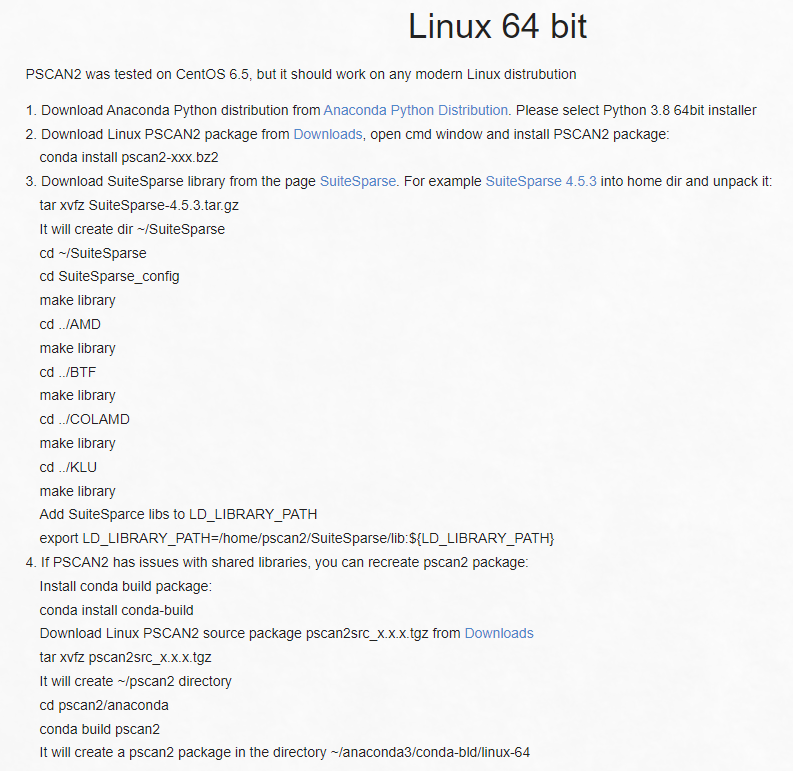 Linux 64 bit
PSCAN2 was tested on CentOS 6.5, but it should work on any modern Linux distrubution
1. Download Anaconda Python distribution from Anaconda Python Distribution. Please select Python 3.8 64bit installer
2. Download Linux PSCAN2 package from Downloads, open cmd window and install PSCAN2 package:
conda install pscan2-xxx.bz2
3. Download SuiteSparse library from the page SuiteSparse. For example SuiteSparse 4.5.3 into home dir and unpack it:
tar xvfz SuiteSparse-4.5.3.tar.gz
It will create dir ~/SuiteSparse
cd ~/SuiteSparse
cd SuiteSparse_config
make library
cd ../AMD
make library
cd ../BTF
make library
cd ../COLAMD
make library
cd ../KLU
make library
Add SuiteSparce libs to LD_LIBRARY_PATH
export LD_LIBRARY_PATH=/home/pscan2/SuiteSparse/lib:${LD_LIBRARY_PATH}
4. If PSCAN2 has issues with shared libraries, you can recreate pscan2 package:
Install conda build package:
conda install conda-build
Download Linux PSCAN2 source package pscan2src_x.x.x.tgz from Downloads
tar xvfz pscan2src_x.x.x.tgz
It will create ~/pscan2 directory
cd pscan2/anaconda
conda build pscan2
It will create a pscan2 package in the directory ~/anaconda3/conda-bld/linux-64